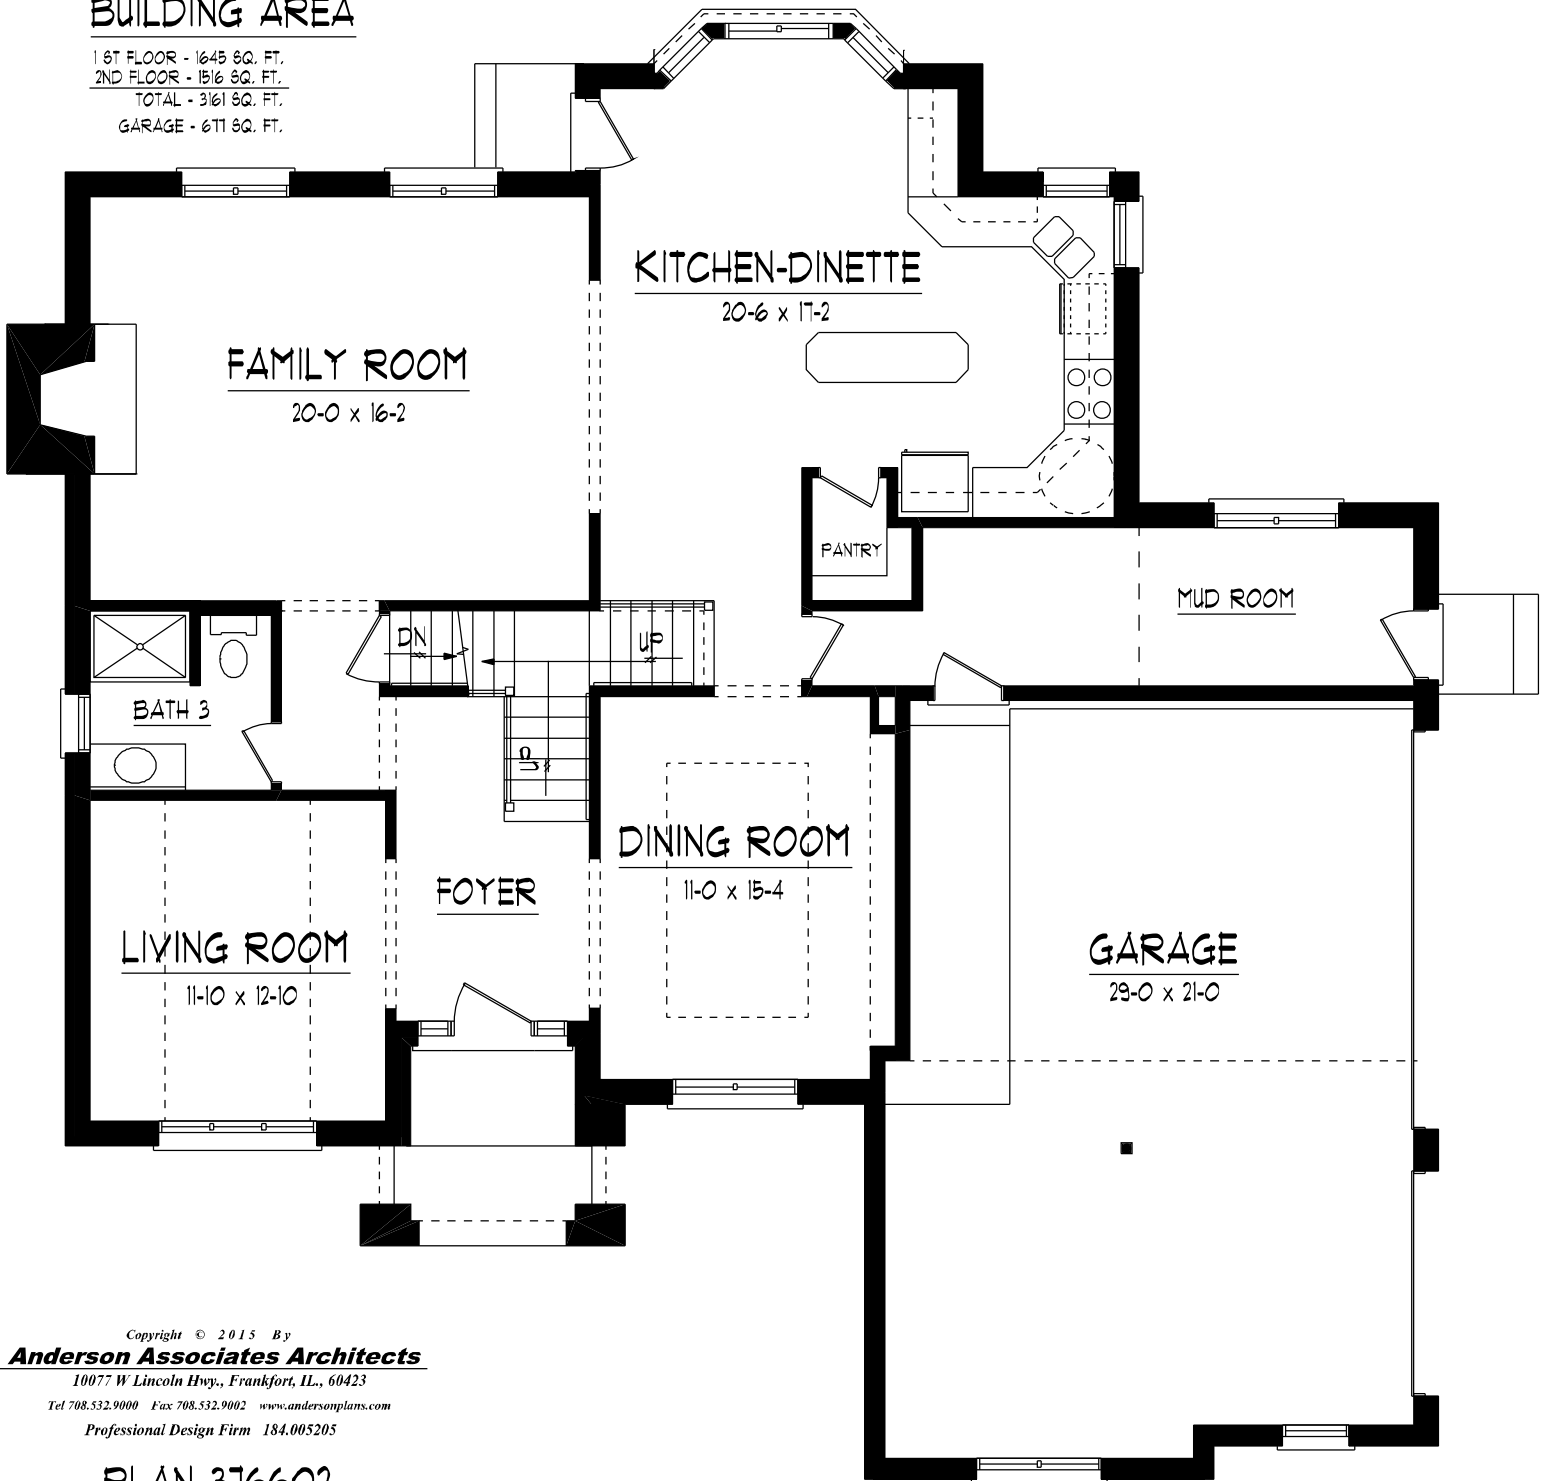 BUILDING AREA
1 ST FLOOR - 1645 SQ. FT.
2ND FLOOR - 1516 SQ. FT.
TOTAL - 3161 SQ. FT.
GARAGE - 677 SQ. FT.
KITCHEN-DINETTE
20-6 x 17-2
FAMILY ROOM
20-0 x 16-2
PANTRY
MUD ROOM
DN
UP
BATH 3
UP
DINING ROOM
11-0 x 15-4
FOYER
LIVING ROOM
11-10 x 12-10
GARAGE
29-0 x 21-0
Copyright © 2015 By
Anderson Associates Architects
10077 W Lincoln Hwy., Frankfort, IL., 60423
Tel 708.532.9000 Fax 708.532.9002 www.andersonplans.com
Professional Design Firm 184.005205
PLAN 376602